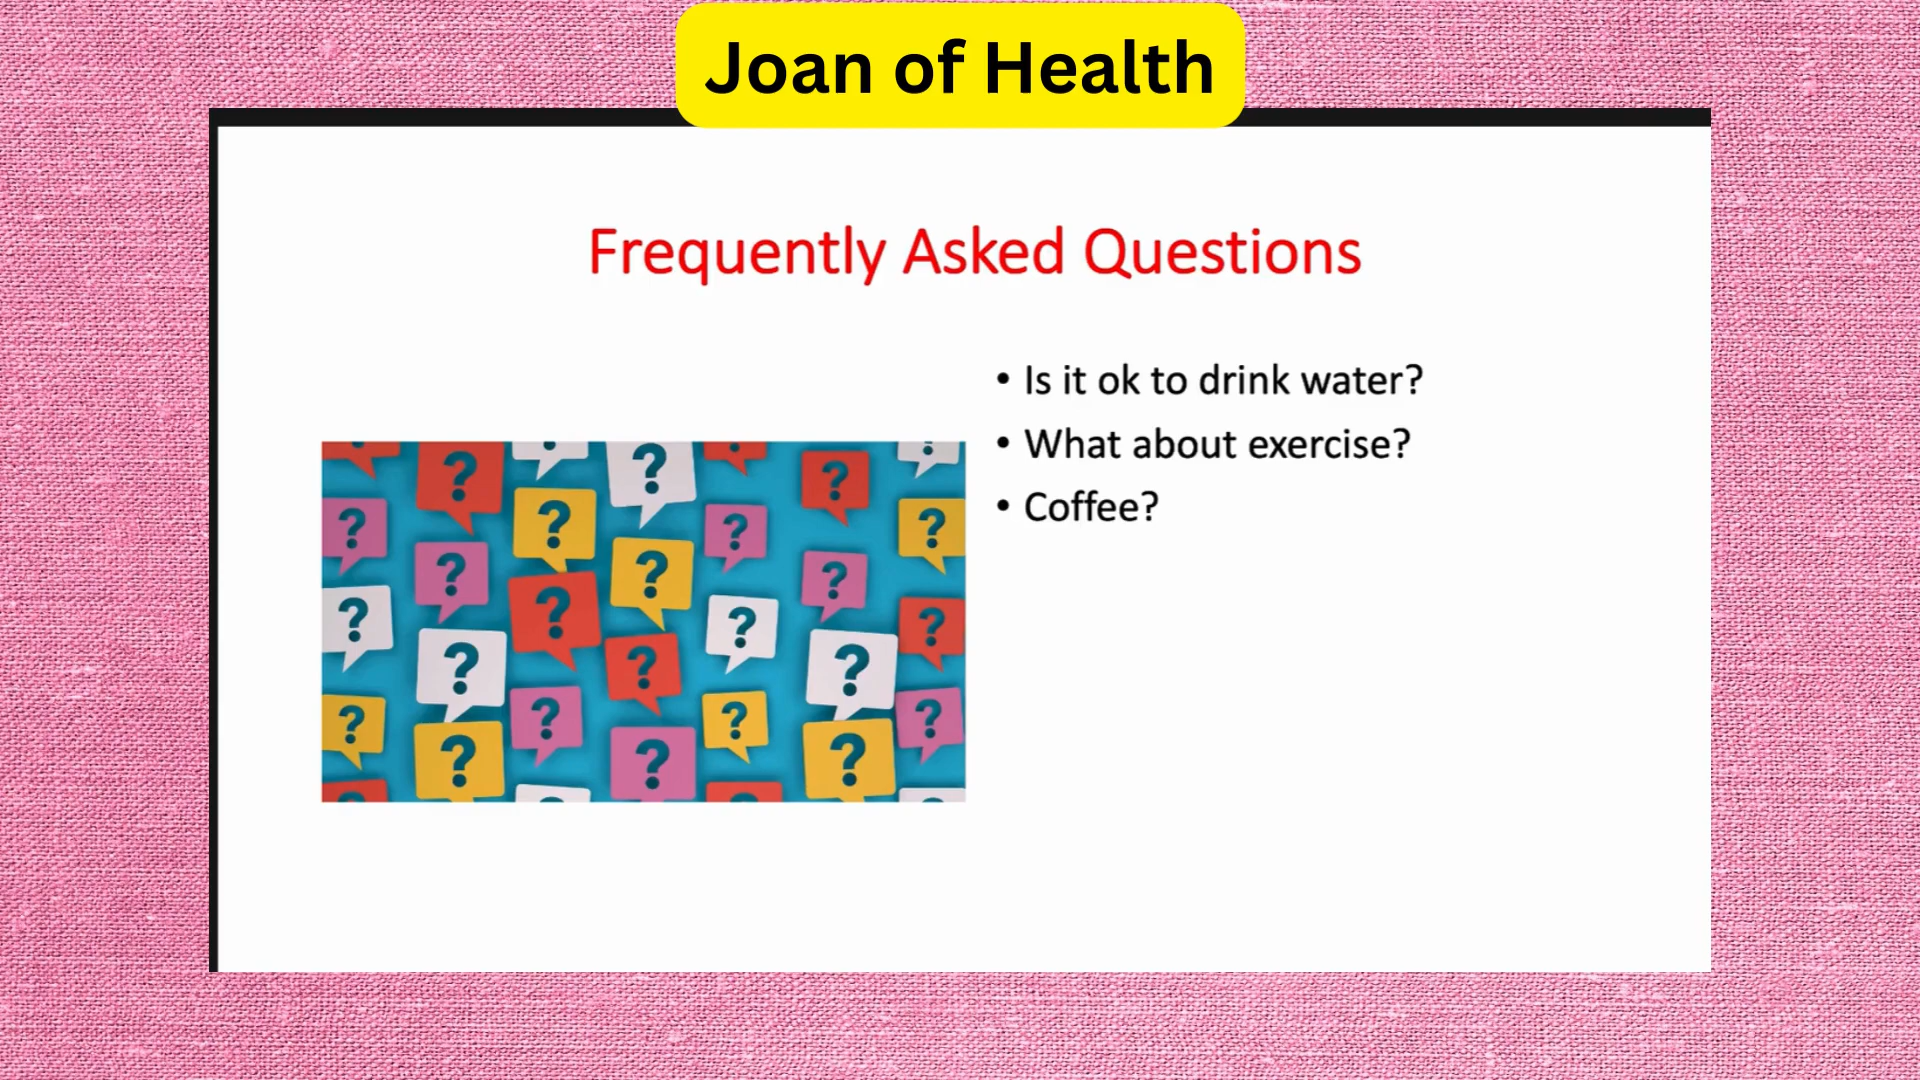 Joan of Health
Frequently Asked Questions
• Is it ok to drink water?
• What about exercise?
• Coffee?
? ? ? ? ? ? ? ? ? ? ? ? ? ? ? ? ? ? ? ? ? ? ? ?